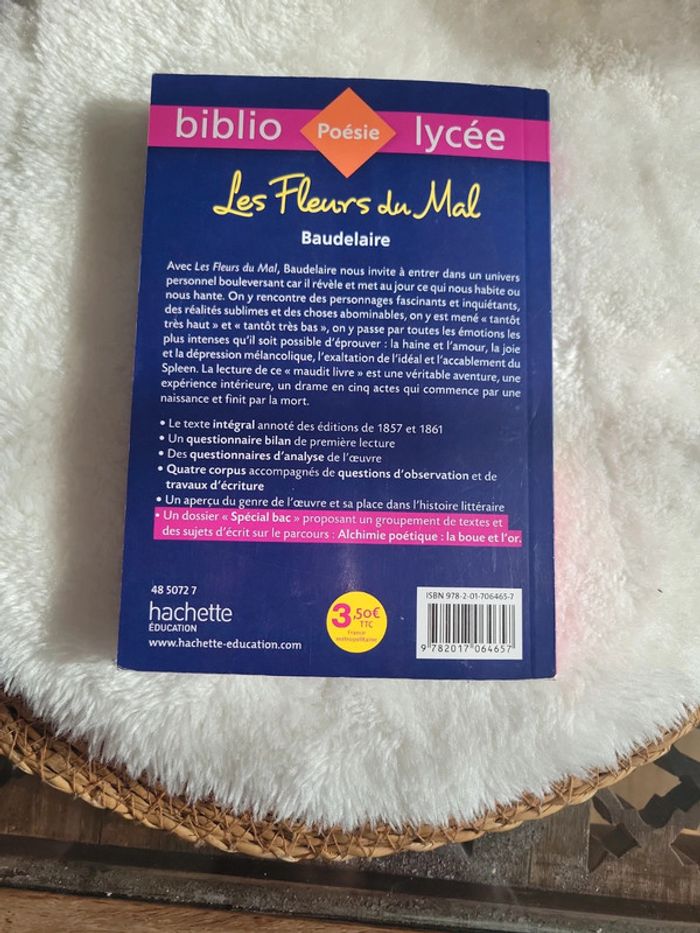 biblio Poésie lycée
Les Fleurs du Mal
Baudelaire
Avec Les Fleurs du Mal, Baudelaire nous invite à entrer dans un univers
personnel bouleversant car il révèle et met au jour ce qui nous habite ou
nous hante. On y rencontre des personnages fascinants et inquiétants,
des réalités sublimes et des choses abominables, on y est mené « tantôt
très haut » et « tantôt très bas », on y passe par toutes les émotions les
plus intenses qu'il soit possible d'éprouver : la haine et l'amour, la joie
et la dépression mélancolique, l'exaltation de l'idéal et l'accablement du
Spleen. La lecture de ce « maudit livre » est une véritable aventure, une
expérience intérieure, un drame en cinq actes qui commence par une
naissance et finit par la mort.
• Le texte intégral annoté des éditions de 1857 et 1861
• Un questionnaire bilan de première lecture
• Des questionnaires d'analyse de l'œuvre
• Quatre corpus accompagnés de questions d'observation et de
travaux d'écriture
• Un aperçu du genre de l'œuvre et sa place dans l'histoire littéraire
• Un dossier « Spécial bac » proposant un groupement de textes et
des sujets d'écrit sur le parcours : Alchimie poétique : la boue et l'or.
48 5072 7
hachette
ÉDUCATION
www.hachette-education.com
3,50€
TTC
France
métropolitaine
ISBN 978-2-01-706465-7
9 782017 064657